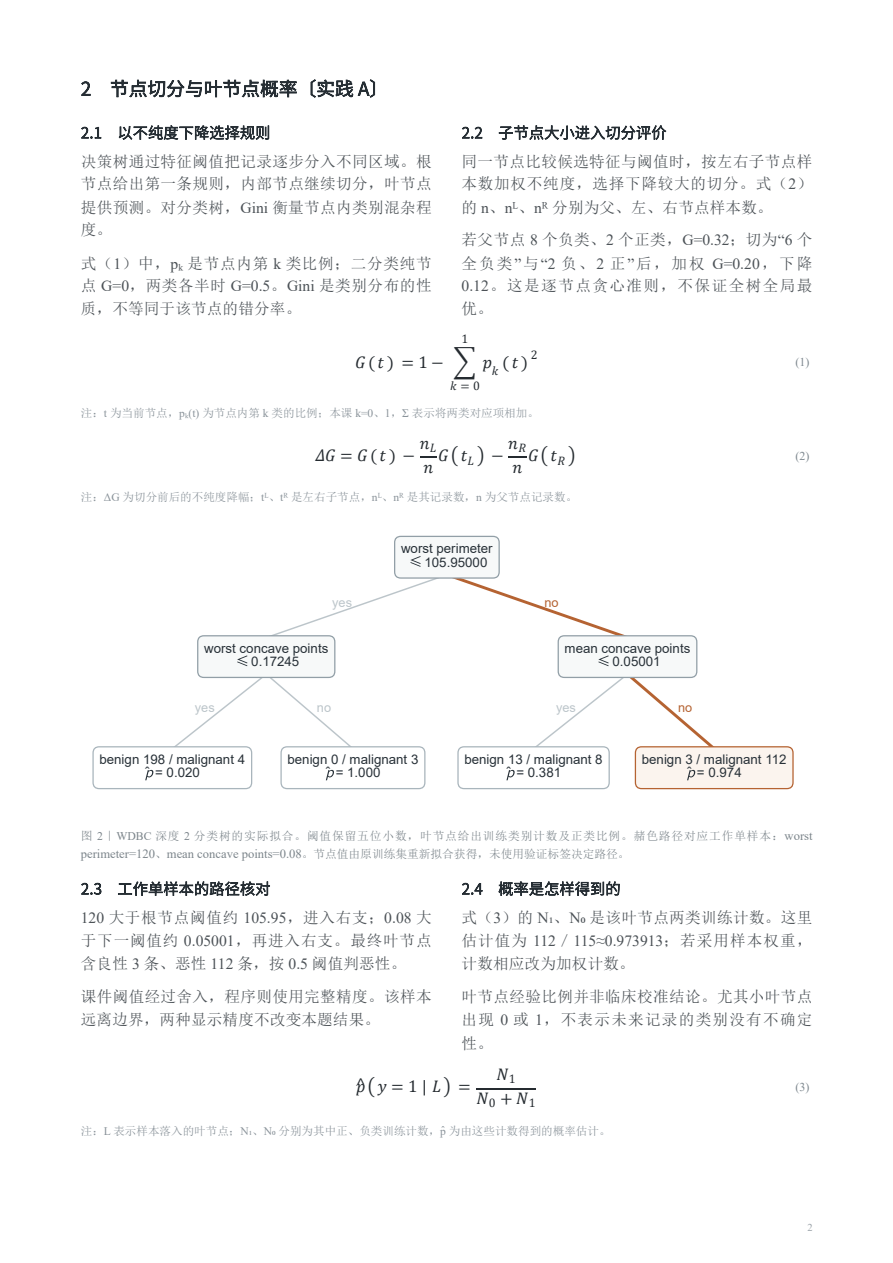 2 节点切分与叶节点概率〔实践 A〕
2.1 以不纯度下降选择规则
决策树通过特征阈值把记录逐步分入不同区域。根
节点给出第一条规则，内部节点继续切分，叶节点
提供预测。对分类树，Gini 衡量节点内类别混杂程
度。
式（1）中，pₖ 是节点内第 k 类比例；二分类纯节
点 G=0，两类各半时 G=0.5。Gini 是类别分布的性
质，不等同于该节点的错分率。
2.2 子节点大小进入切分评价
同一节点比较候选特征与阈值时，按左右子节点样
本数加权不纯度，选择下降较大的切分。式（2）
的 n、nᴸ、nᴿ 分别为父、左、右节点样本数。
若父节点 8 个负类、2 个正类，G=0.32；切为“6 个
全负类”与“2 负、2 正”后，加权 G=0.20，下降
0.12。这是逐节点贪心准则，不保证全树全局最
优。
G(t) = 1 − ∑_{k=0}^{1} p_k(t)^2 (1)
注：t 为当前节点，pₖ(t) 为节点内第 k 类的比例；本课 k=0、1，Σ 表示将两类对应项相加。
ΔG = G(t) − n_L/n G(t_L) − n_R/n G(t_R) (2)
注：ΔG 为切分前后的不纯度降幅；tᴸ、tᴿ 是左右子节点，nᴸ、nᴿ 是其记录数，n 为父节点记录数。
worst perimeter
≤ 105.95000
yes
no
worst concave points
≤ 0.17245
mean concave points
≤ 0.05001
yes
no
yes
no
benign 198 / malignant 4
p̂ = 0.020
benign 0 / malignant 3
p̂ = 1.000
benign 13 / malignant 8
p̂ = 0.381
benign 3 / malignant 112
p̂ = 0.974
图 2｜WDBC 深度 2 分类树的实际拟合。阈值保留五位小数，叶节点给出训练类别计数及正类比例。赭色路径对应工作单样本：worst
perimeter=120、mean concave points=0.08。节点值由原训练集重新拟合获得，未使用验证标签决定路径。
2.3 工作单样本的路径核对
120 大于根节点阈值约 105.95，进入右支；0.08 大
于下一阈值约 0.05001，再进入右支。最终叶节点
含良性 3 条、恶性 112 条，按 0.5 阈值判恶性。
课件阈值经过舍入，程序则使用完整精度。该样本
远离边界，两种显示精度不改变本题结果。
2.4 概率是怎样得到的
式（3）的 N₁、N₀ 是该叶节点两类训练计数。这里
估计值为 112／115≈0.973913；若采用样本权重，
计数相应改为加权计数。
叶节点经验比例并非临床校准结论。尤其小叶节点
出现 0 或 1，不表示未来记录的类别没有不确定
性。
p̂(y = 1 | L) = N_1 / (N_0 + N_1) (3)
注：L 表示样本落入的叶节点；N₁、N₀ 分别为其中正、负类训练计数，p̂ 为由这些计数得到的概率估计。
2